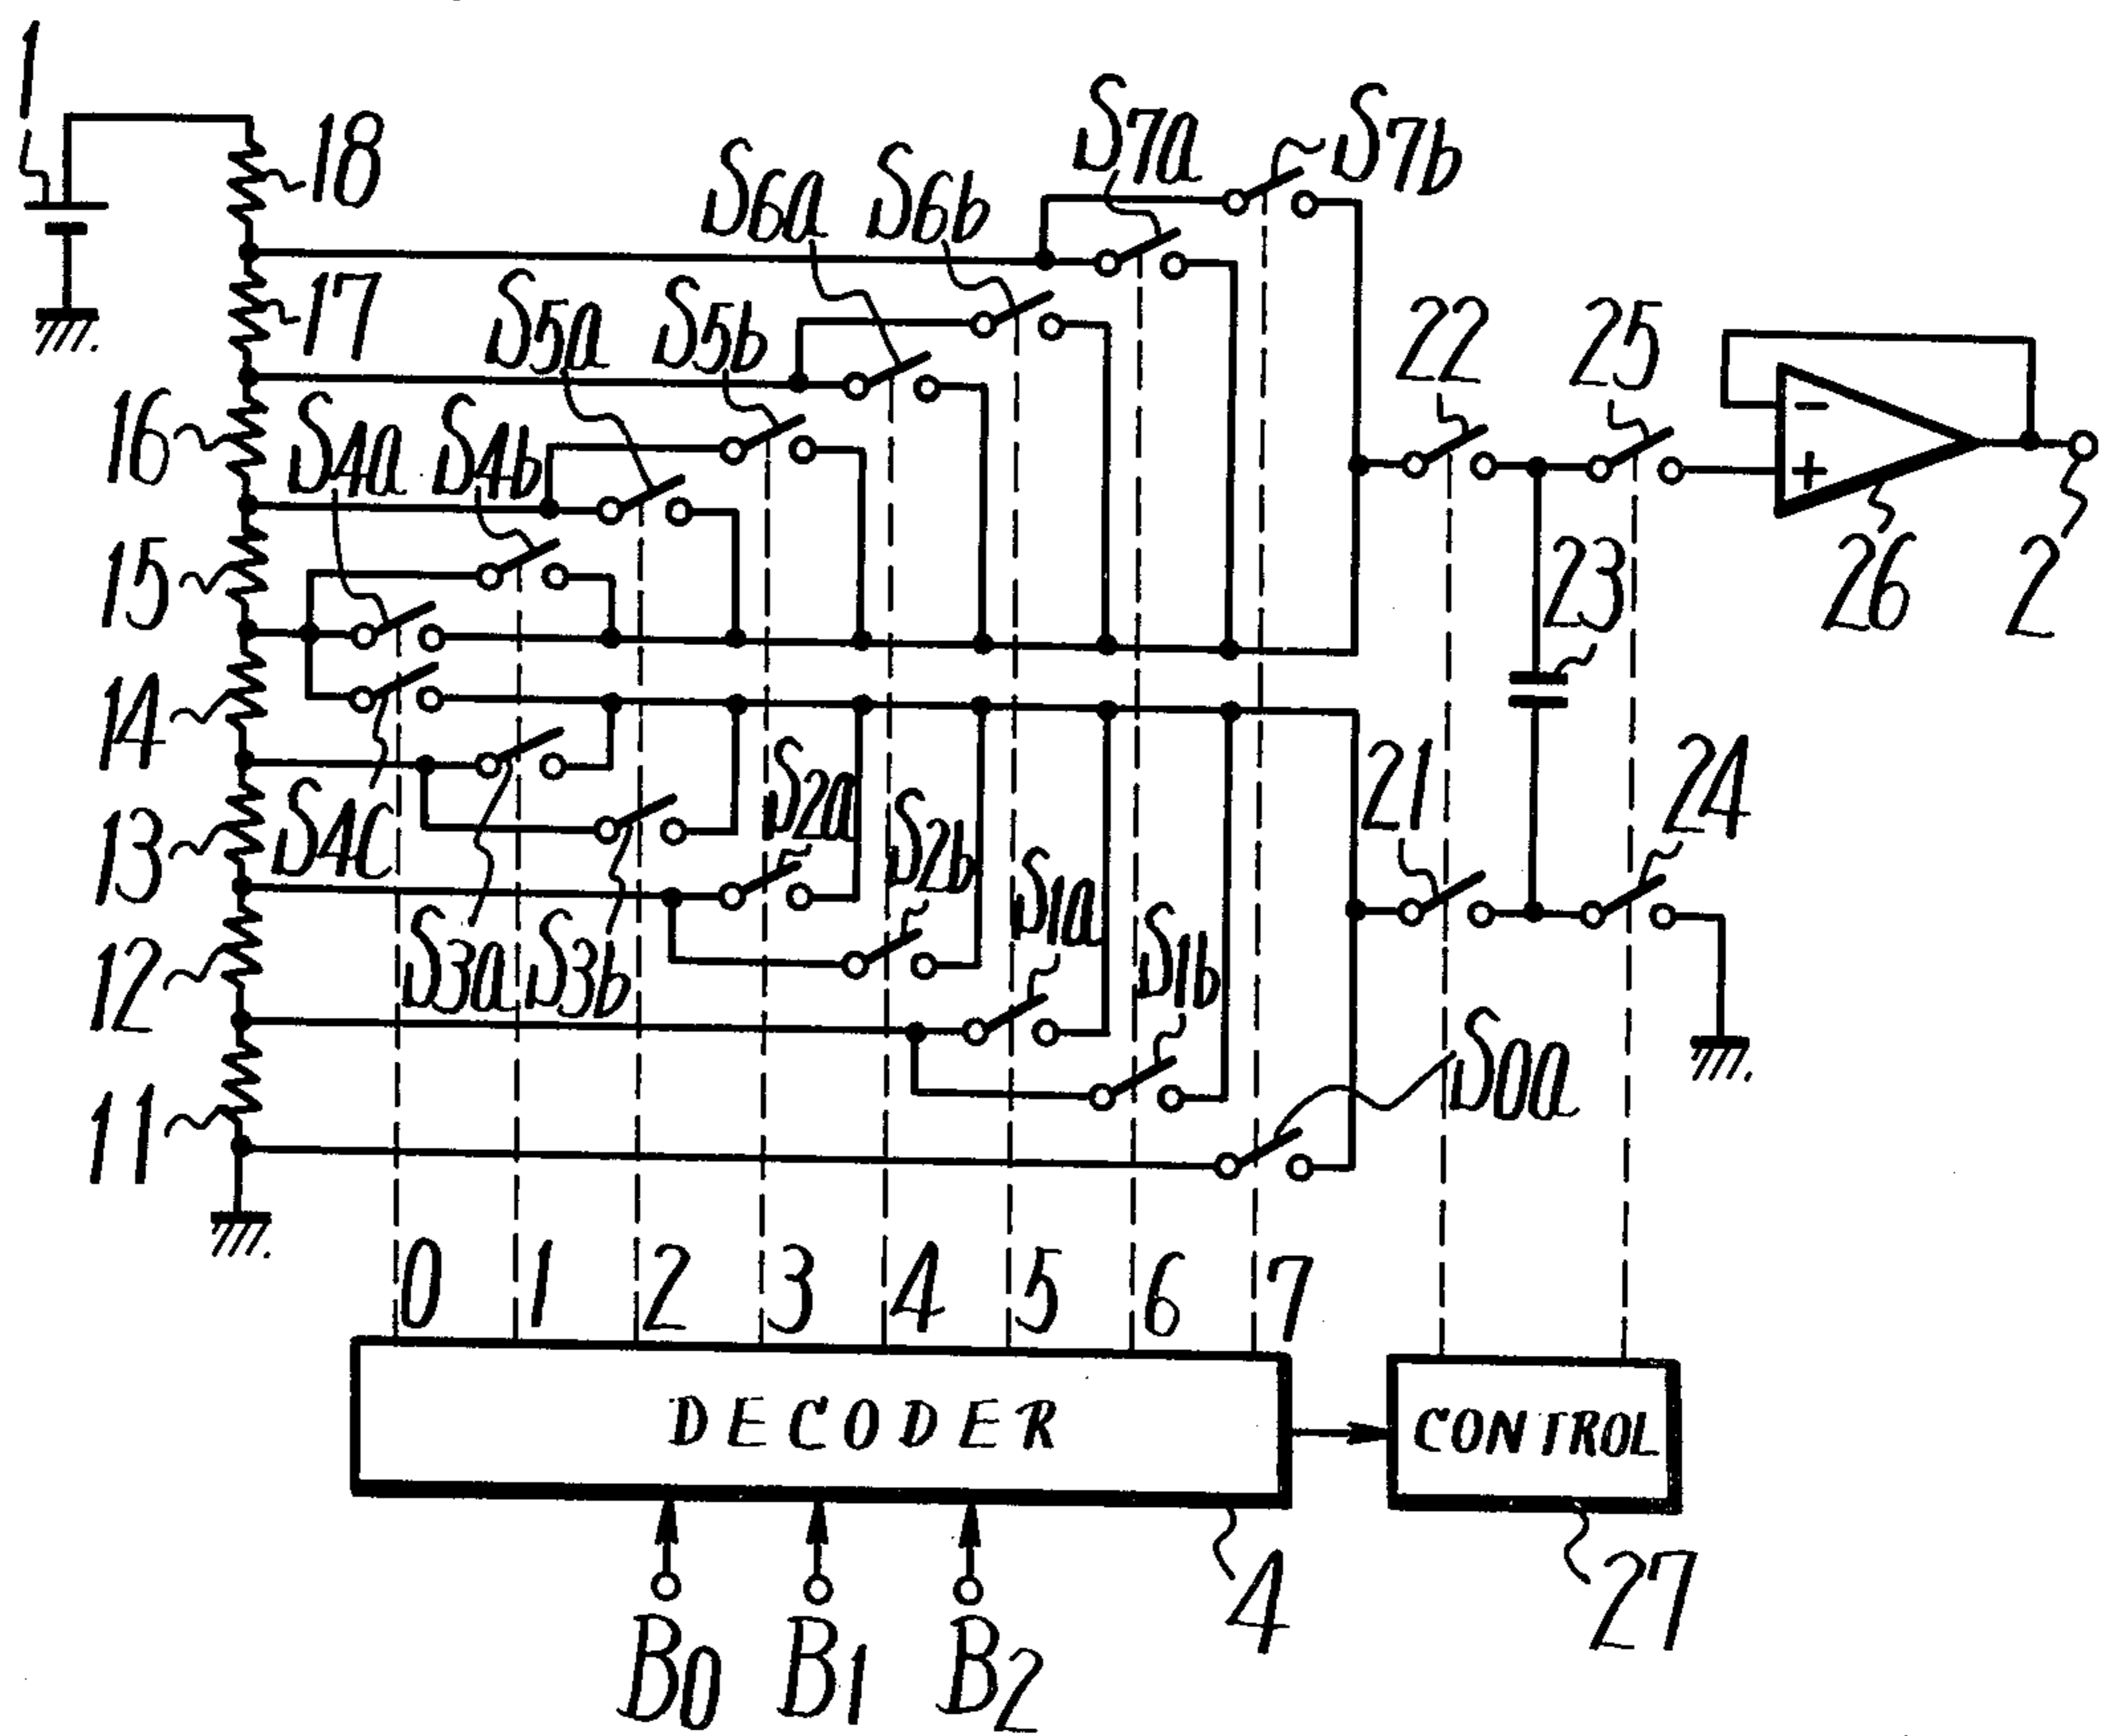 1
18
S7a S7b
S6a S6b
17
S5a S5b
22 25
16
S4a S4b
-
+
15
23
26 2
14
21 24
S4c
S2a
13
S2b
S1a
S3a S3b
S1b
12
S0a
11
0 1 2 3 4 5 6 7
DECODER
CONTROL
4
27
B0 B1 B2